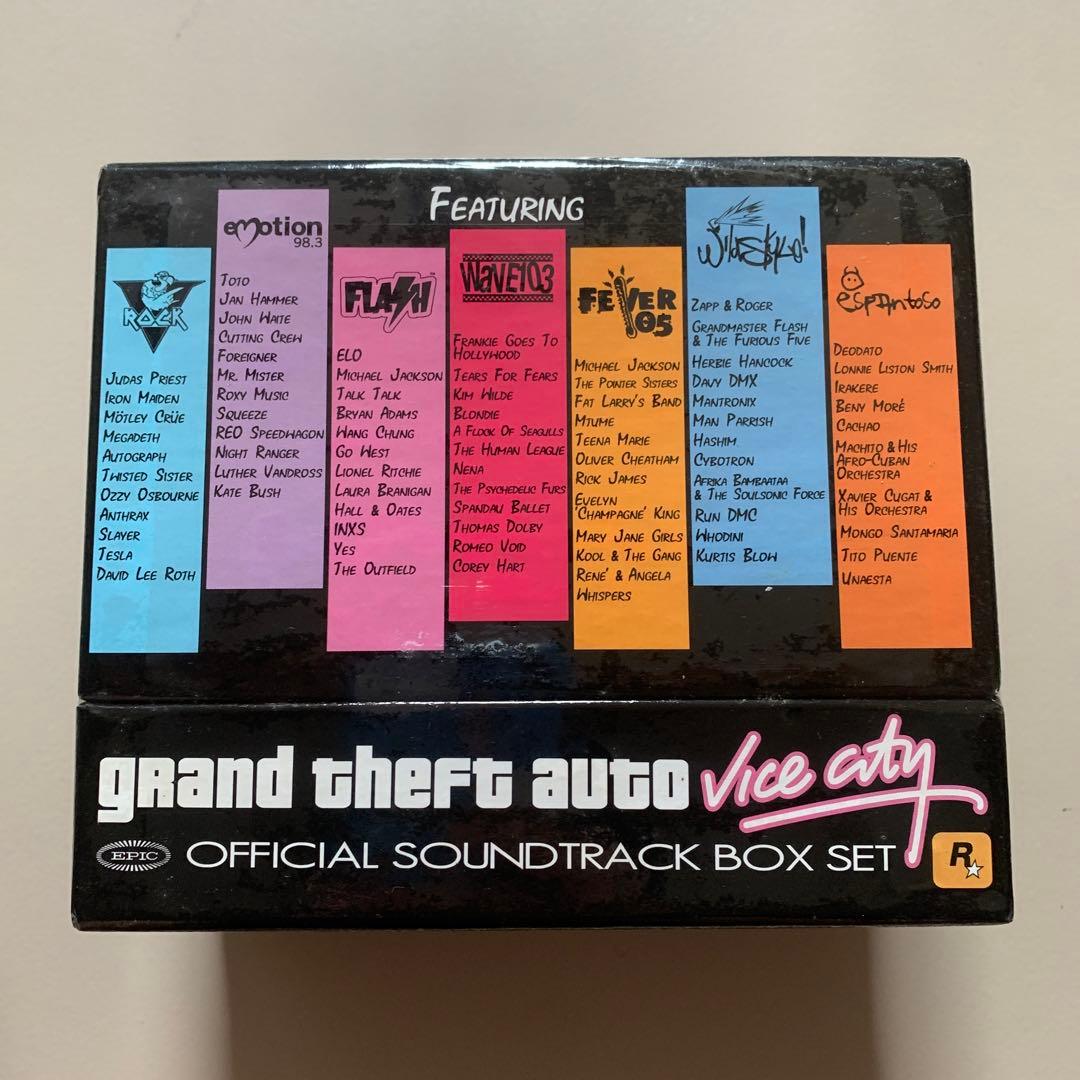 FEATURING
ROCK
JUDAS PRIEST
IRON MAIDEN
MÖTLEY CRÜE
MEGADETH
AUTOGRAPH
TWISTED SISTER
OZZY OSBOURNE
ANTHRAX
SLAYER
TESLA
DAVID LEE ROTH
emotion
98.3
TOTO
JAN HAMMER
JOHN WAITE
CUTTING CREW
FOREIGNER
MR. MISTER
ROXY MUSIC
SQUEEZE
REO SPEEDWAGON
NIGHT RANGER
LUTHER VANDROSS
KATE BUSH
FLASH
ELO
MICHAEL JACKSON
TALK TALK
BRYAN ADAMS
WANG CHUNG
GO WEST
LIONEL RITCHIE
LAURA BRANIGAN
HALL & OATES
INXS
YES
THE OUTFIELD
WAVE103
FRANKIE GOES TO
HOLLYWOOD
TEARS FOR FEARS
KIM WILDE
BLONDIE
A FLOCK OF SEAGULLS
THE HUMAN LEAGUE
NENA
THE PSYCHEDELIC FURS
SPANDAU BALLET
THOMAS DOLBY
ROMEO VOID
COREY HART
FEVER
105
MICHAEL JACKSON
THE POINTER SISTERS
FAT LARRY'S BAND
MTUME
TEENA MARIE
OLIVER CHEATHAM
RICK JAMES
EVELYN
'CHAMPAGNE' KING
MARY JANE GIRLS
KOOL & THE GANG
RENE' & ANGELA
WHISPERS
WildStyle!
ZAPP & ROGER
GRANDMASTER FLASH
& THE FURIOUS FIVE
HERBIE HANCOCK
DAVY DMX
MANTRONIX
MAN PARRISH
HASHIM
CYBOTRON
AFRIKA BAMBAATAA
& THE SOULSONIC FORCE
RUN DMC
WHODINI
KURTIS BLOW
ESPANtoso
DEODATO
LONNIE LISTON SMITH
IRAKERE
BENY MORÉ
CACHAO
MACHITO & HIS
AFRO-CUBAN
ORCHESTRA
XAVIER CUGAT &
HIS ORCHESTRA
MONGO SANTAMARIA
TITO PUENTE
UNAESTA
grand theft auto vice city
EPIC OFFICIAL SOUNDTRACK BOX SET R